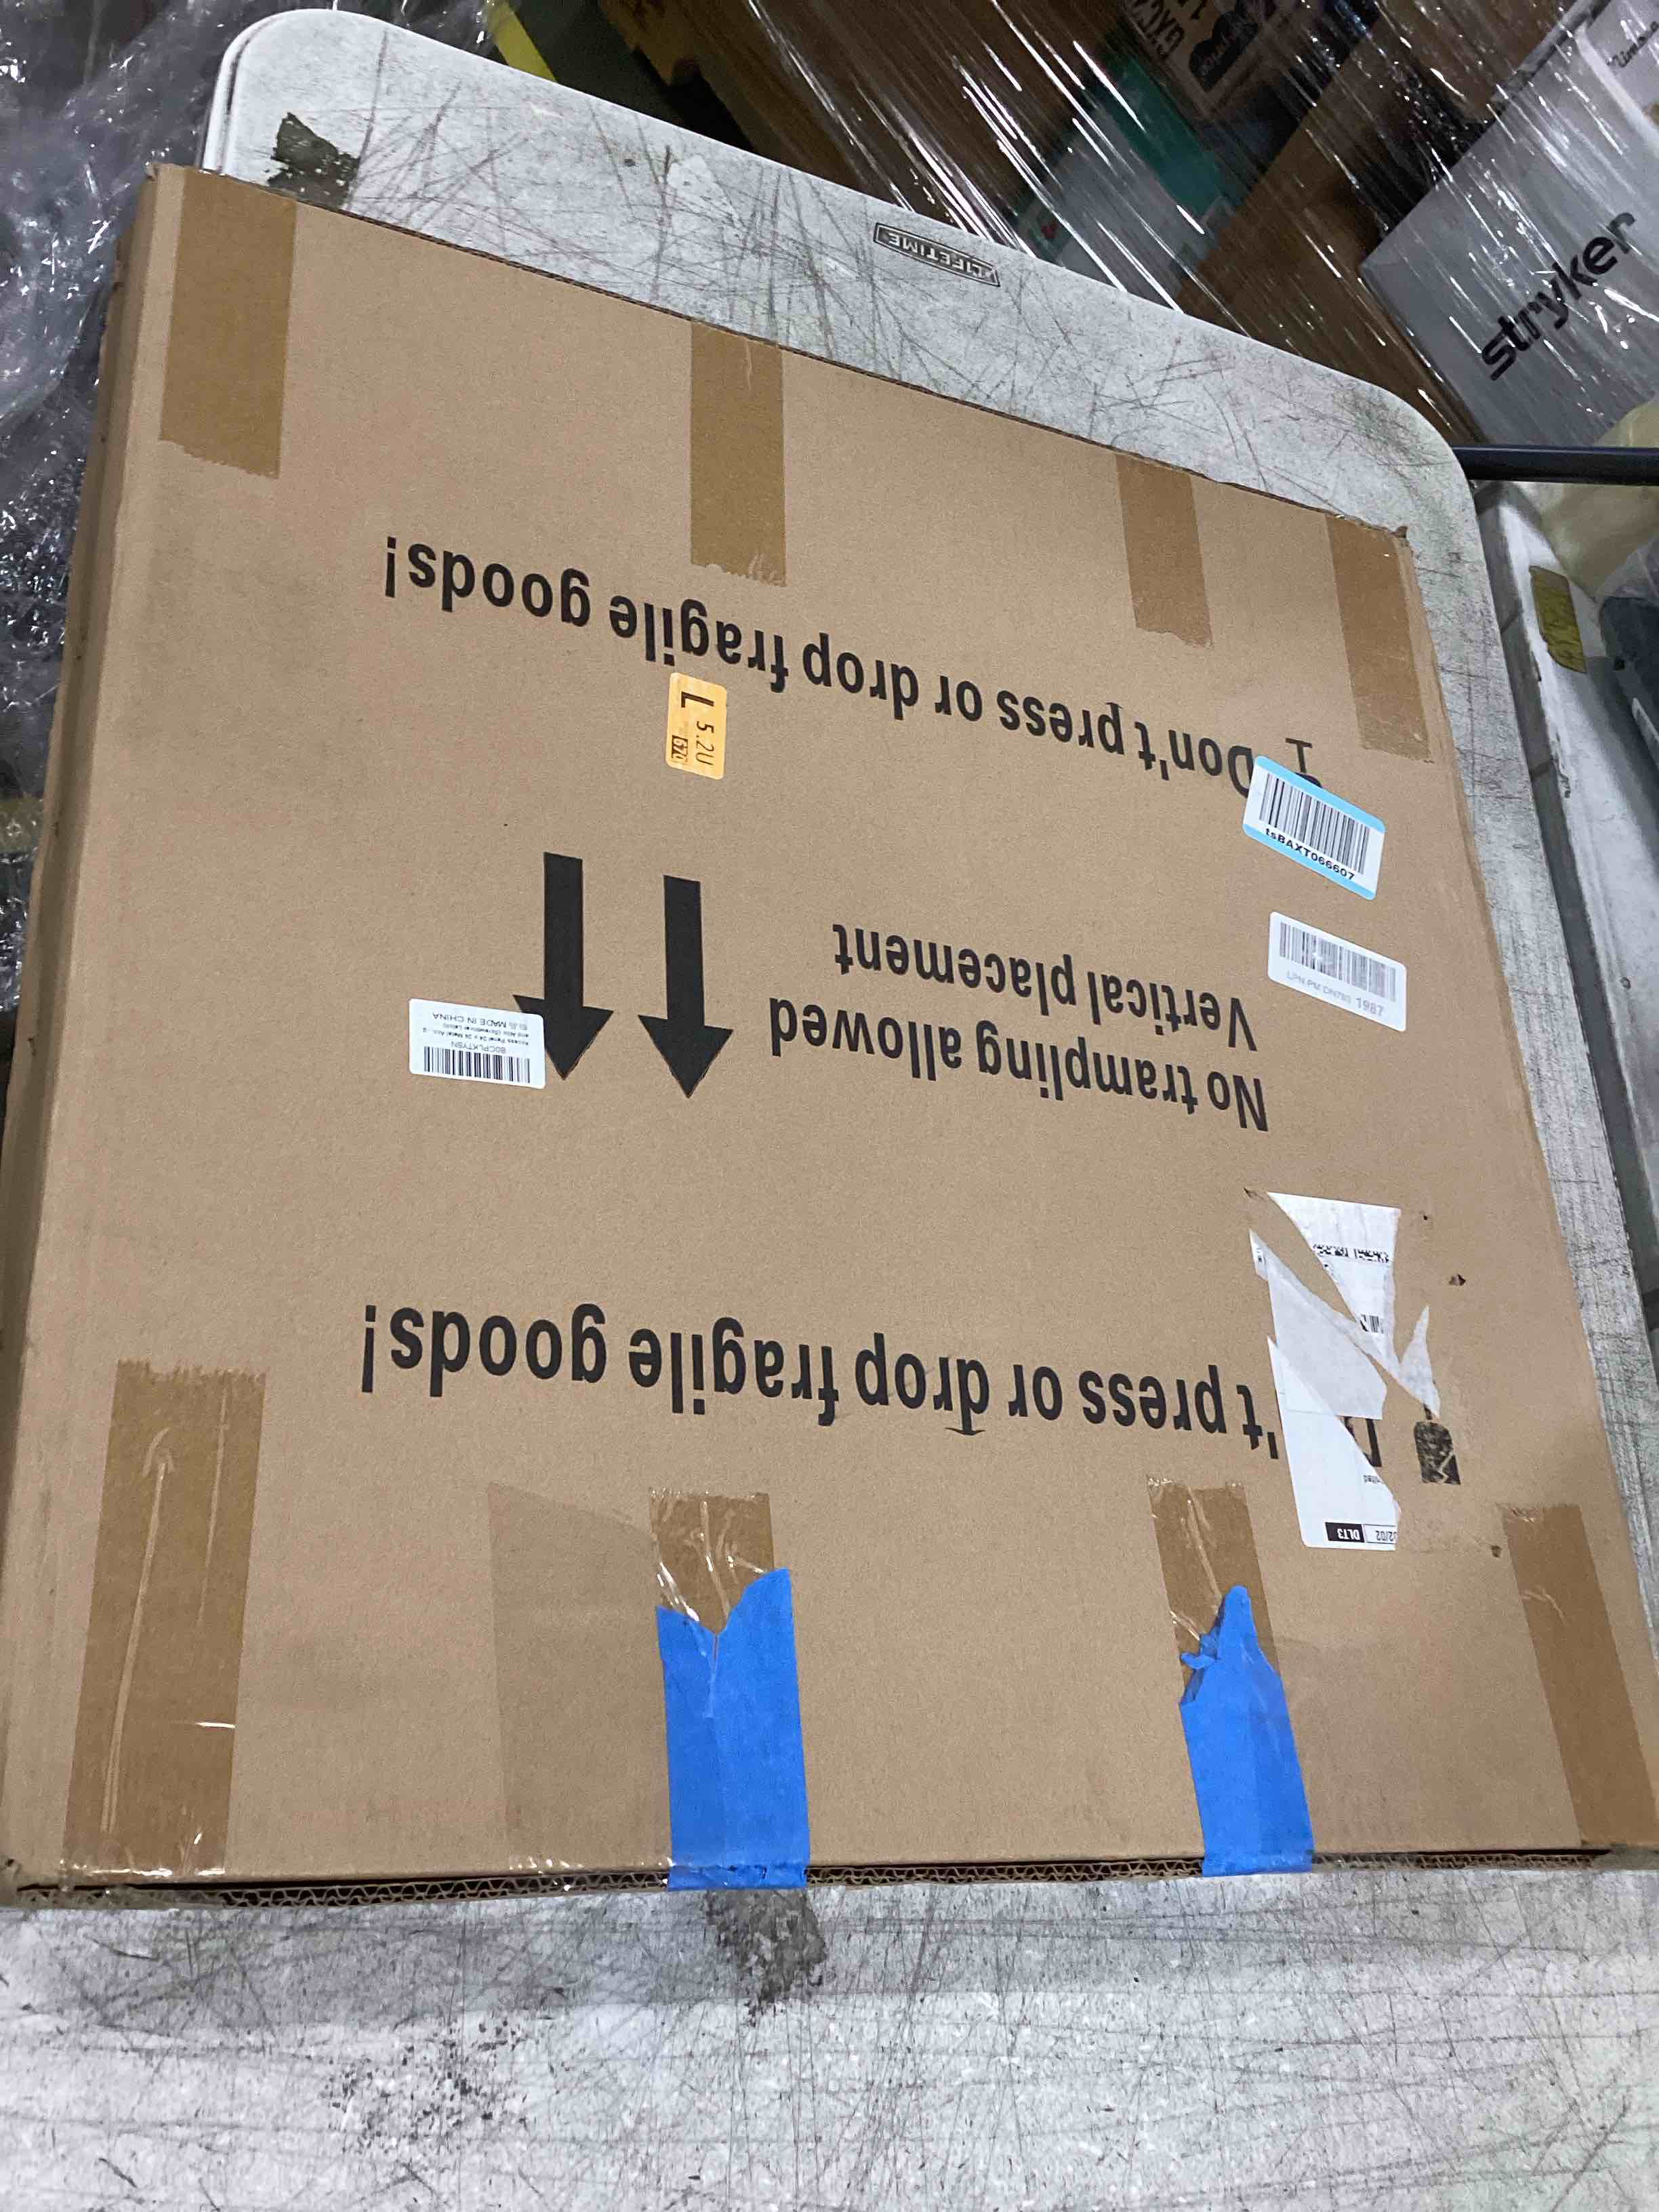 't press or drop fragile goods!
No trampling allowed
Vertical placement
Don't press or drop fragile goods!
tsBAXT066607
1987
MADE IN CHINA
L
5.2U
DLT3
LIFETIME
stryker